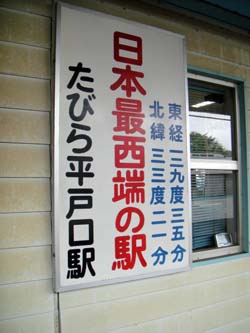 東経一二九度三五分
北緯三三度二一分
日本最西端の駅
たびら平戸口駅